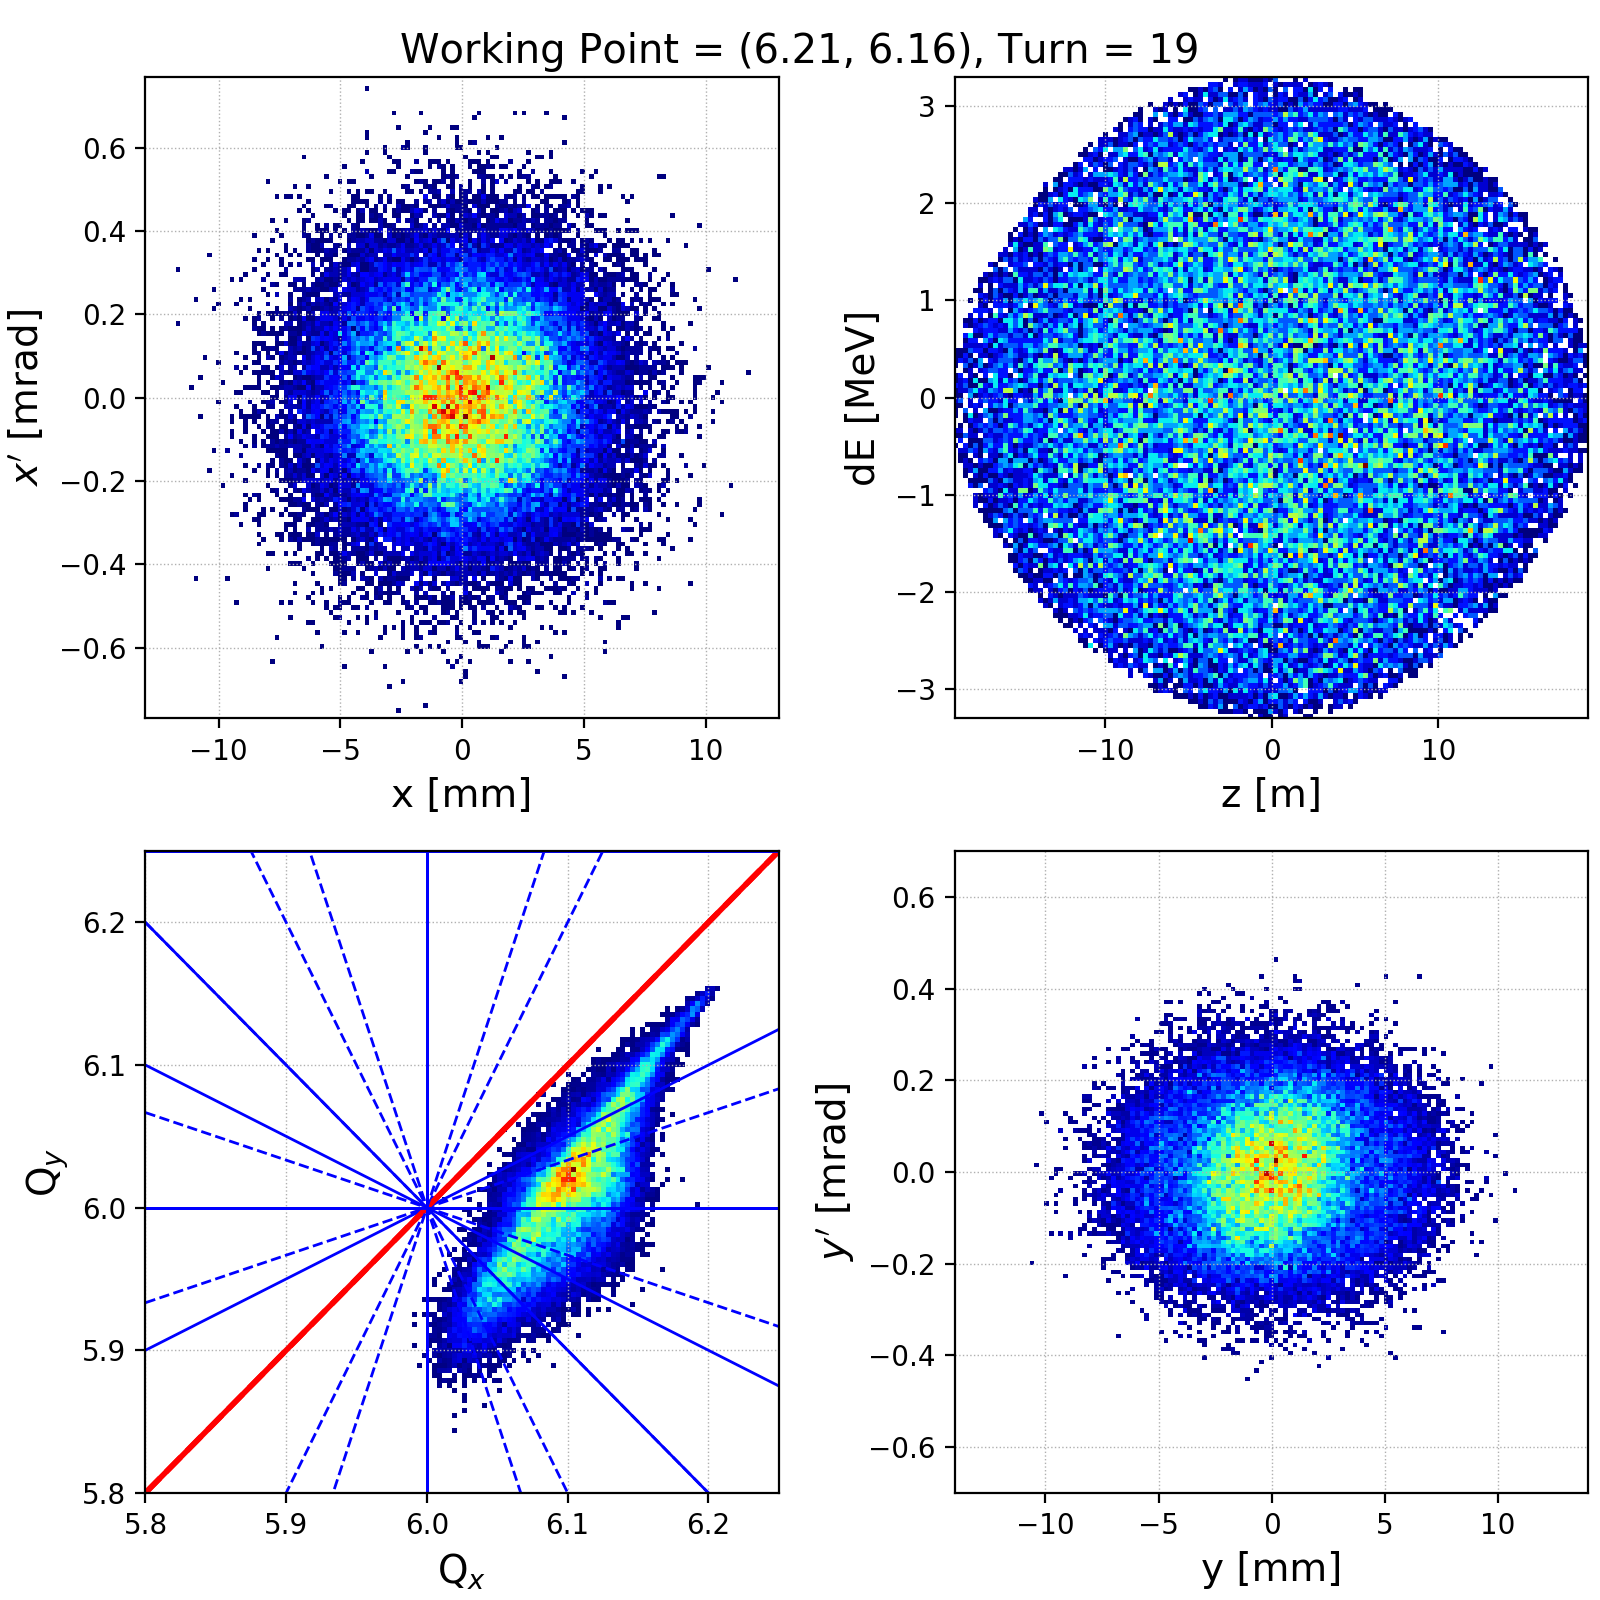 Working Point = (6.21, 6.16), Turn = 19
0.6
0.4
0.2
0.0
−0.2
−0.4
−0.6
x′ [mrad]
−10 −5 0 5 10
x [mm]
3
2
1
0
−1
−2
−3
dE [MeV]
−10 0 10
z [m]
6.2
6.1
6.0
5.9
5.8
Qy
5.8 5.9 6.0 6.1 6.2
Qx
0.6
0.4
0.2
0.0
−0.2
−0.4
−0.6
y′ [mrad]
−10 −5 0 5 10
y [mm]